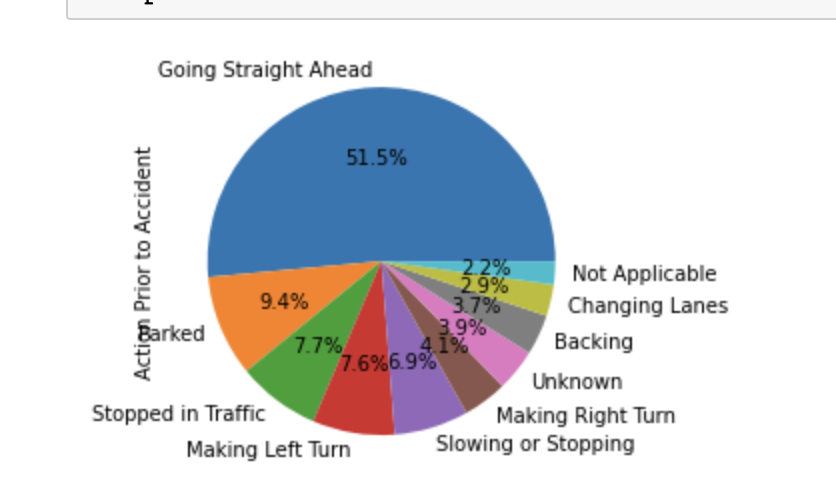 Going Straight Ahead
51.5%
Action Prior to Accident
2.2%
Not Applicable
2.9%
Changing Lanes
9.4%
3.7%
Parked
3.9%
Backing
7.7%
4.1%
7.6%
6.9%
Unknown
Stopped in Traffic
Making Right Turn
Making Left Turn
Slowing or Stopping